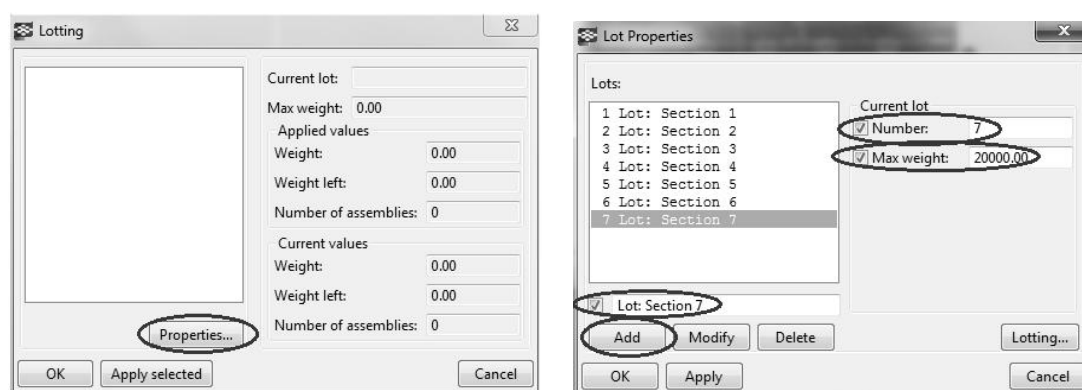 Lotting
Current lot:
Max weight: 0.00
Applied values
Weight: 0.00
Weight left: 0.00
Number of assemblies: 0
Current values
Weight: 0.00
Weight left: 0.00
Number of assemblies: 0
Properties...
OK Apply selected Cancel
Lot Properties
Lots:
1 Lot: Section 1
2 Lot: Section 2
3 Lot: Section 3
4 Lot: Section 4
5 Lot: Section 5
6 Lot: Section 6
7 Lot: Section 7
Current lot
Number: 7
Max weight: 20000.00
Lot: Section 7
Add Modify Delete Lotting...
OK Apply Cancel